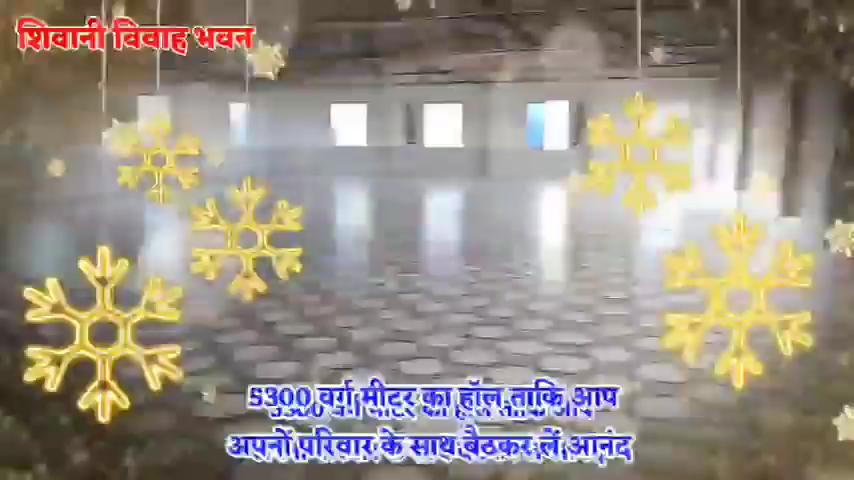 शिवानी विवाह भवन
5300 वर्ग मीटर का हॉल ताकि आप
अपनों परिवार के साथ बैठकर लें आनंद